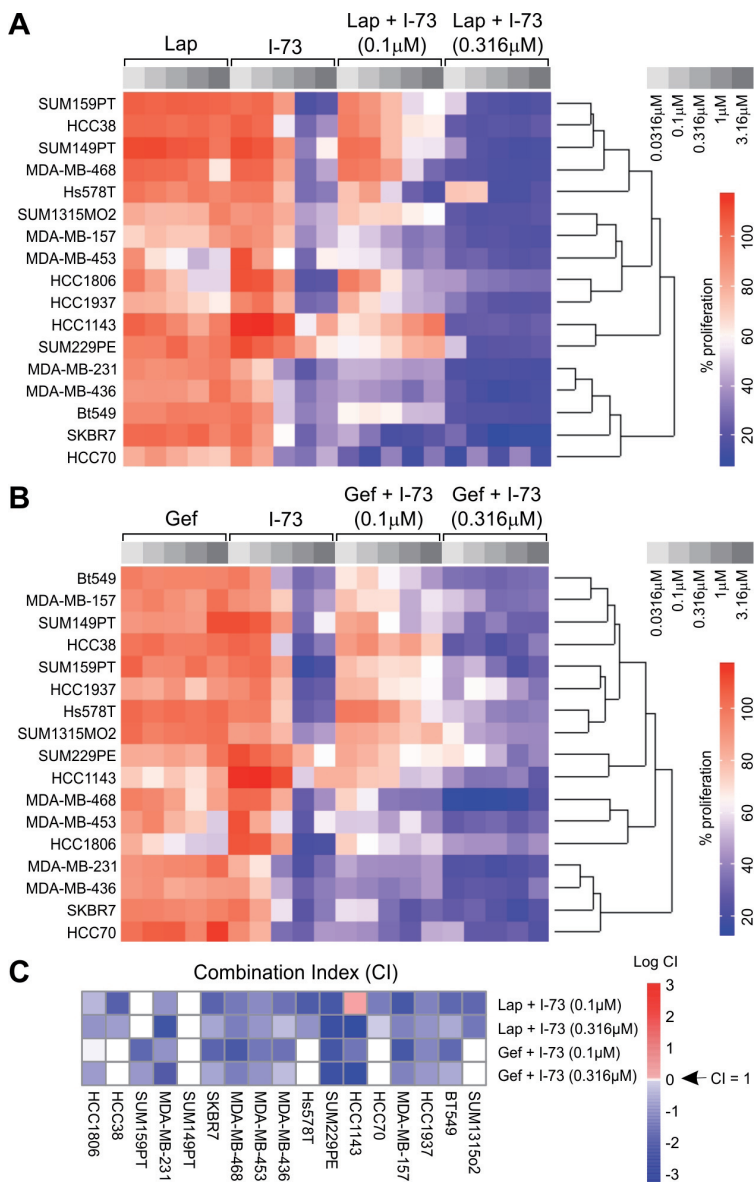 A
Lap
I-73
Lap + I-73
(0.1µM)
Lap + I-73
(0.316µM)
SUM159PT
HCC38
SUM149PT
MDA-MB-468
Hs578T
SUM1315MO2
MDA-MB-157
MDA-MB-453
HCC1806
HCC1937
HCC1143
SUM229PE
MDA-MB-231
MDA-MB-436
Bt549
SKBR7
HCC70
0.0316µM
0.1µM
0.316µM
1µM
3.16µM
% proliferation
100
80
60
40
20
B
Gef
I-73
Gef + I-73
(0.1µM)
Gef + I-73
(0.316µM)
Bt549
MDA-MB-157
SUM149PT
HCC38
SUM159PT
HCC1937
Hs578T
SUM1315MO2
SUM229PE
HCC1143
MDA-MB-468
MDA-MB-453
HCC1806
MDA-MB-231
MDA-MB-436
SKBR7
HCC70
0.0316µM
0.1µM
0.316µM
1µM
3.16µM
% proliferation
100
80
60
40
20
C
Combination Index (CI)
Lap + I-73 (0.1µM)
Lap + I-73 (0.316µM)
Gef + I-73 (0.1µM)
Gef + I-73 (0.316µM)
HCC1806
HCC38
SUM159PT
MDA-MB-231
SUM149PT
SKBR7
MDA-MB-468
MDA-MB-453
MDA-MB-436
Hs578T
SUM229PE
HCC1143
HCC70
MDA-MB-157
HCC1937
BT549
SUM1315o2
Log CI
3
2
1
0
-1
-2
-3
CI = 1